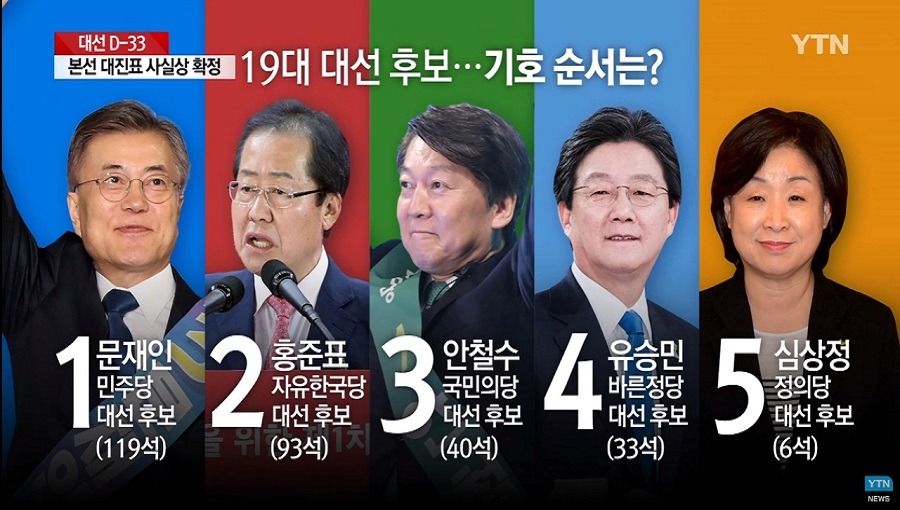 대선 D-33
본선 대진표 사실상 확정
19대 대선 후보…기호 순서는?
YTN
1 문재인
민주당
대선 후보
(119석)
2 홍준표
자유한국당
대선 후보
(93석)
3 안철수
국민의당
대선 후보
(40석)
4 유승민
바른정당
대선 후보
(33석)
5 심상정
정의당
대선 후보
(6석)
YTN
NEWS